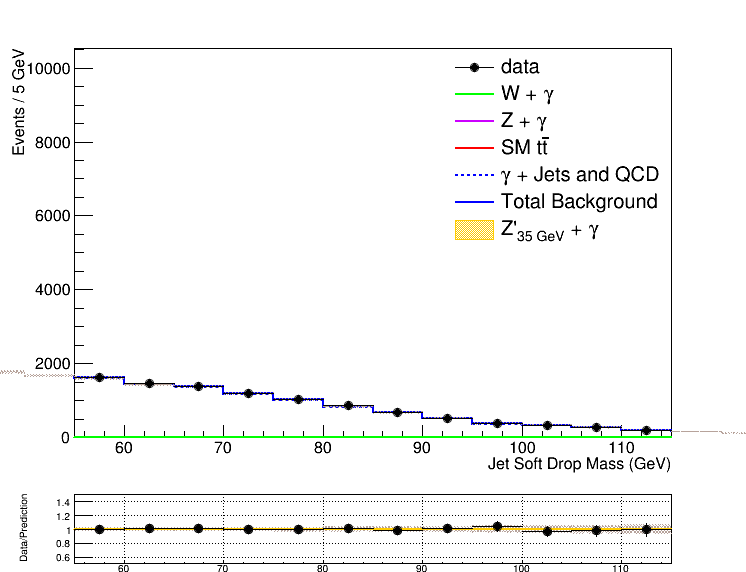 Events / 5 GeV
10000
8000
6000
4000
2000
0
data
W + γ
Z + γ
SM tt̄
γ + Jets and QCD
Total Background
Z'35 GeV + γ
60 70 80 90 100 110
Jet Soft Drop Mass (GeV)
Data/Prediction
1.4
1.2
1
0.8
0.6
60 70 80 90 100 110